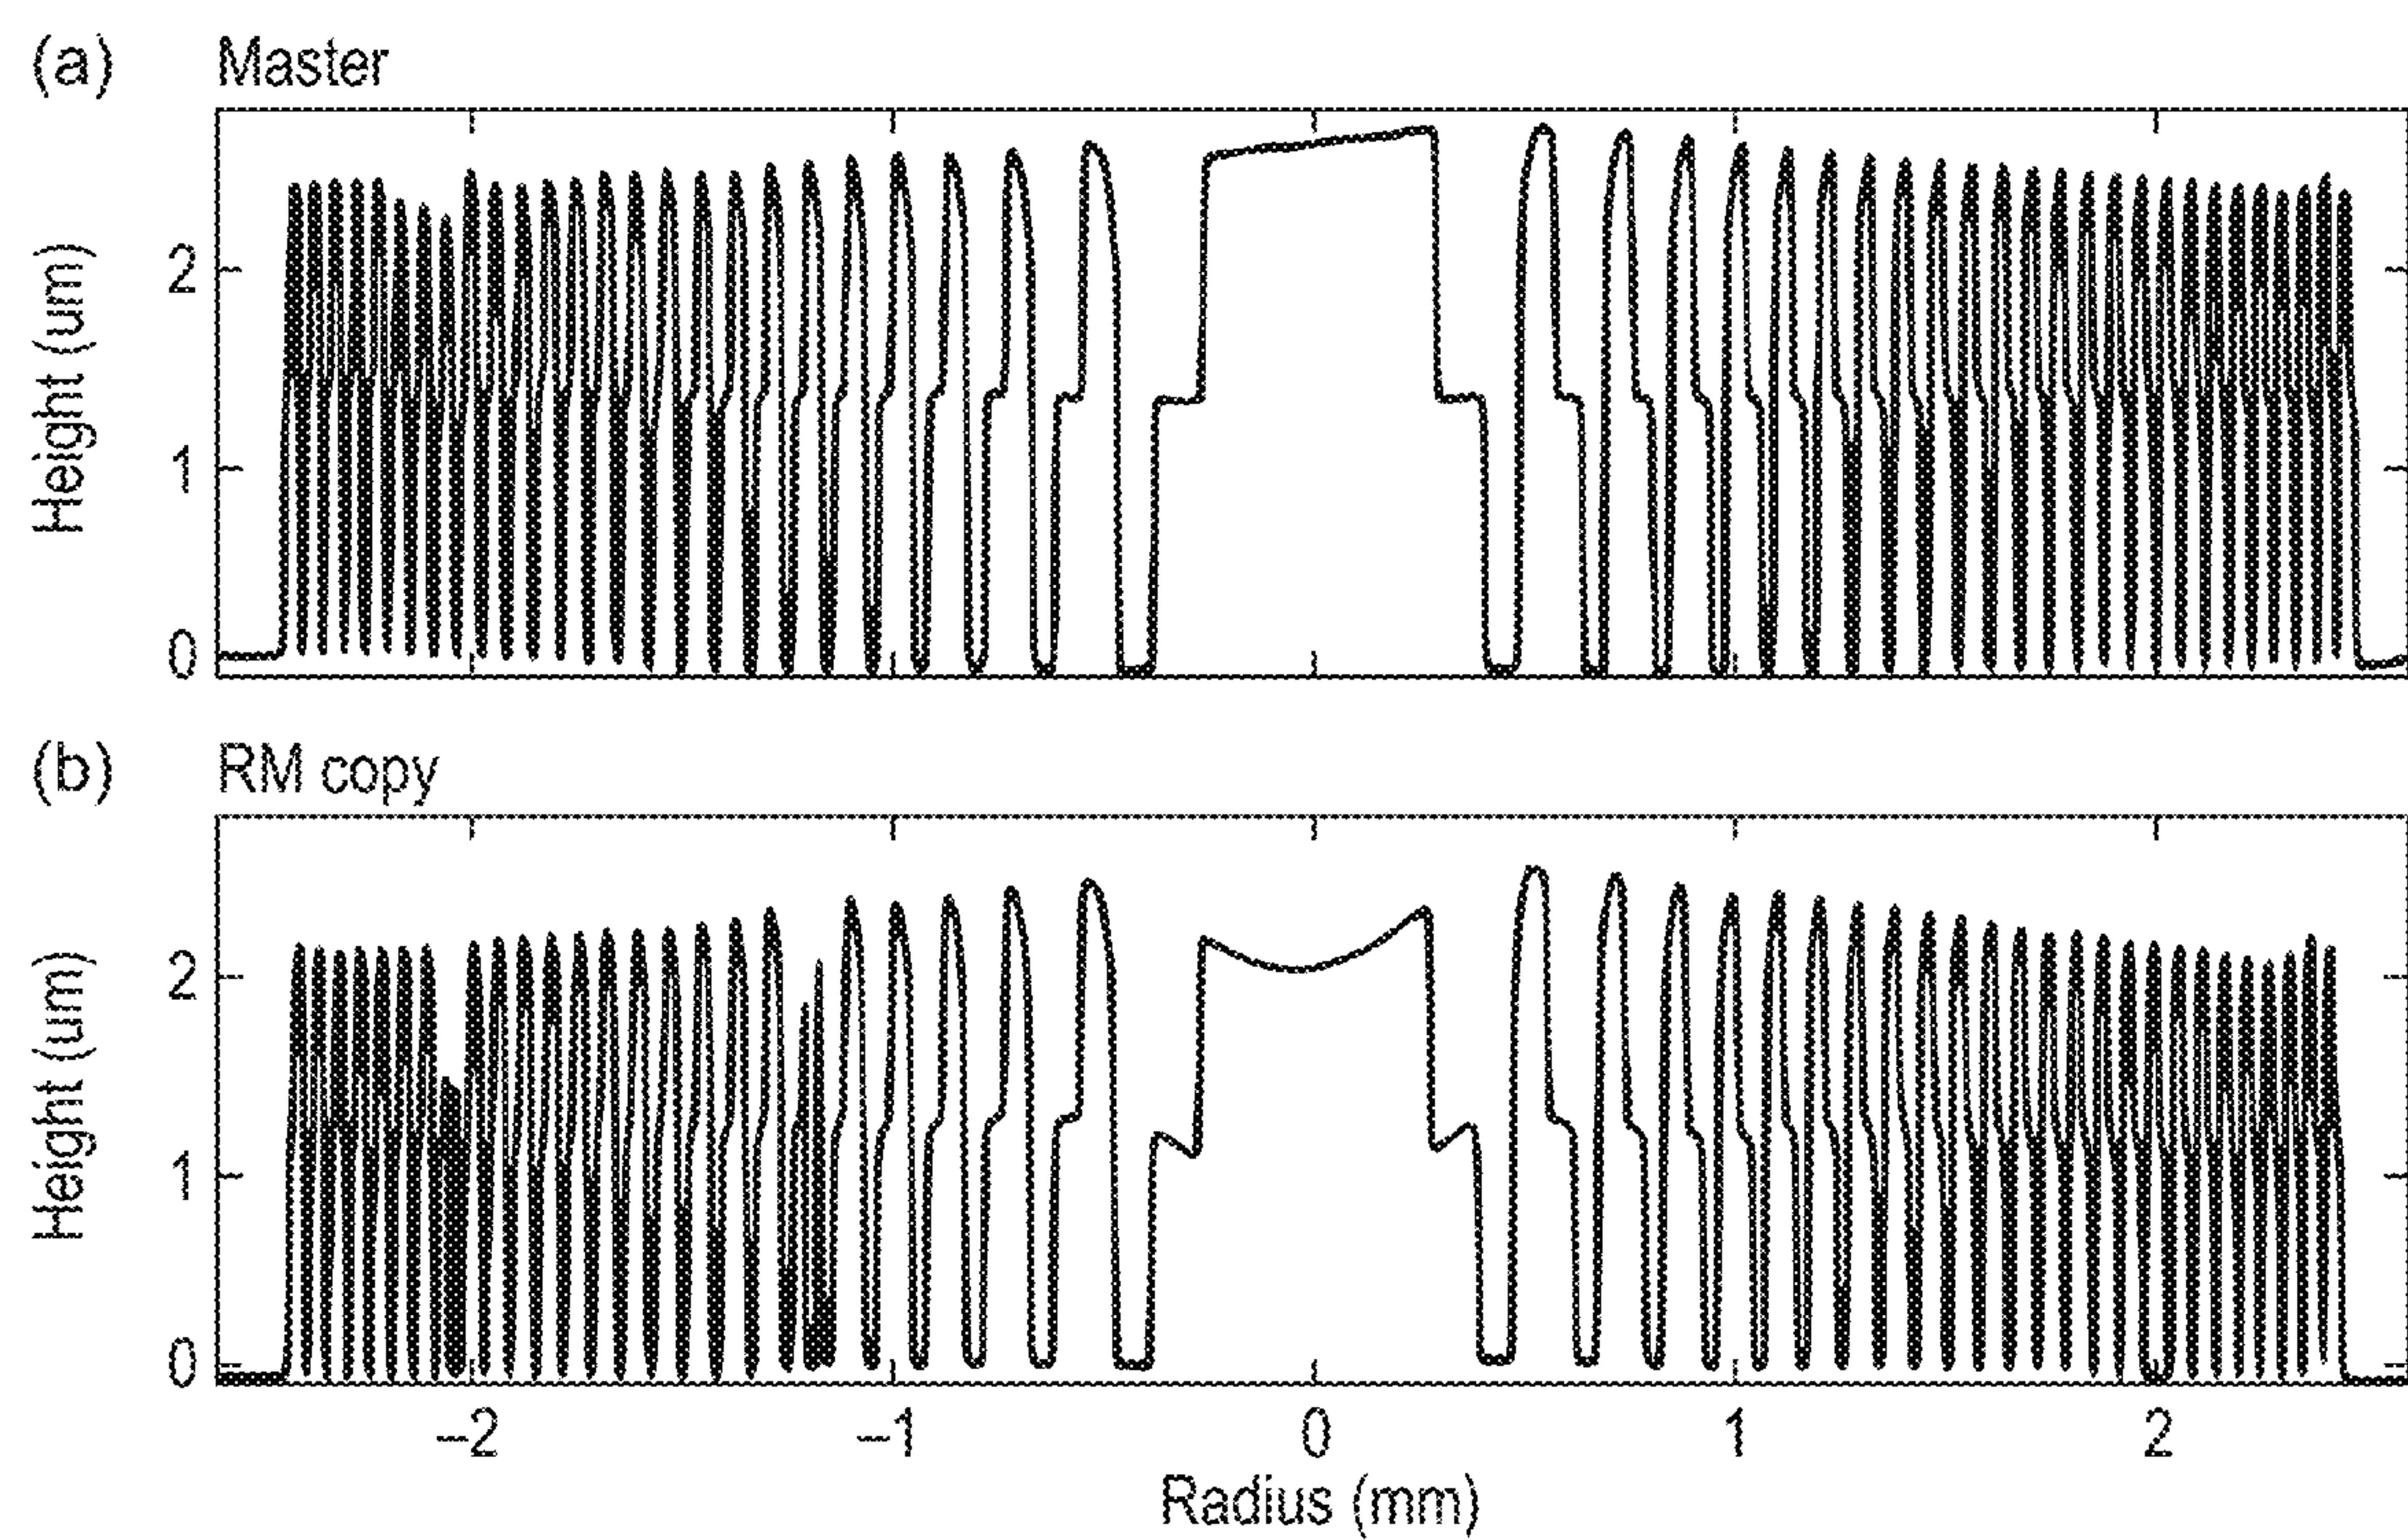 (a) Master
Height (um)
2
1
0
(b) RM copy
Height (um)
2
1
0
–2 –1 0 1 2
Radius (mm)